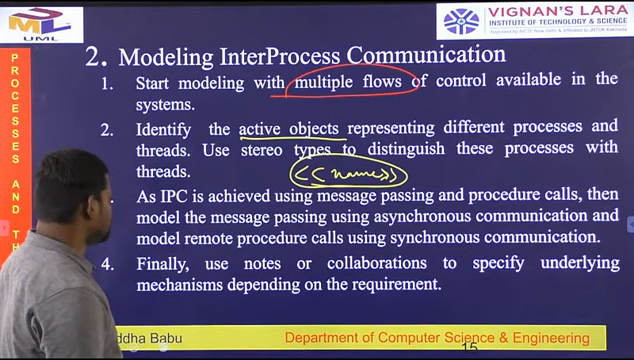 UML
VIGNAN'S LARA
INSTITUTE OF TECHNOLOGY & SCIENCE
PROCESSES AND TH
2. Modeling InterProcess Communication
1. Start modeling with multiple flows of control available in the
systems.
2. Identify the active objects representing different processes and
threads. Use stereo types to distinguish these processes with
threads.
<<name>>
As IPC is achieved using message passing and procedure calls, then
model the message passing using asynchronous communication and
model remote procedure calls using synchronous communication.
4. Finally, use notes or collaborations to specify underlying
mechanisms depending on the requirement.
ddha Babu
Department of Computer Science & Engineering
15